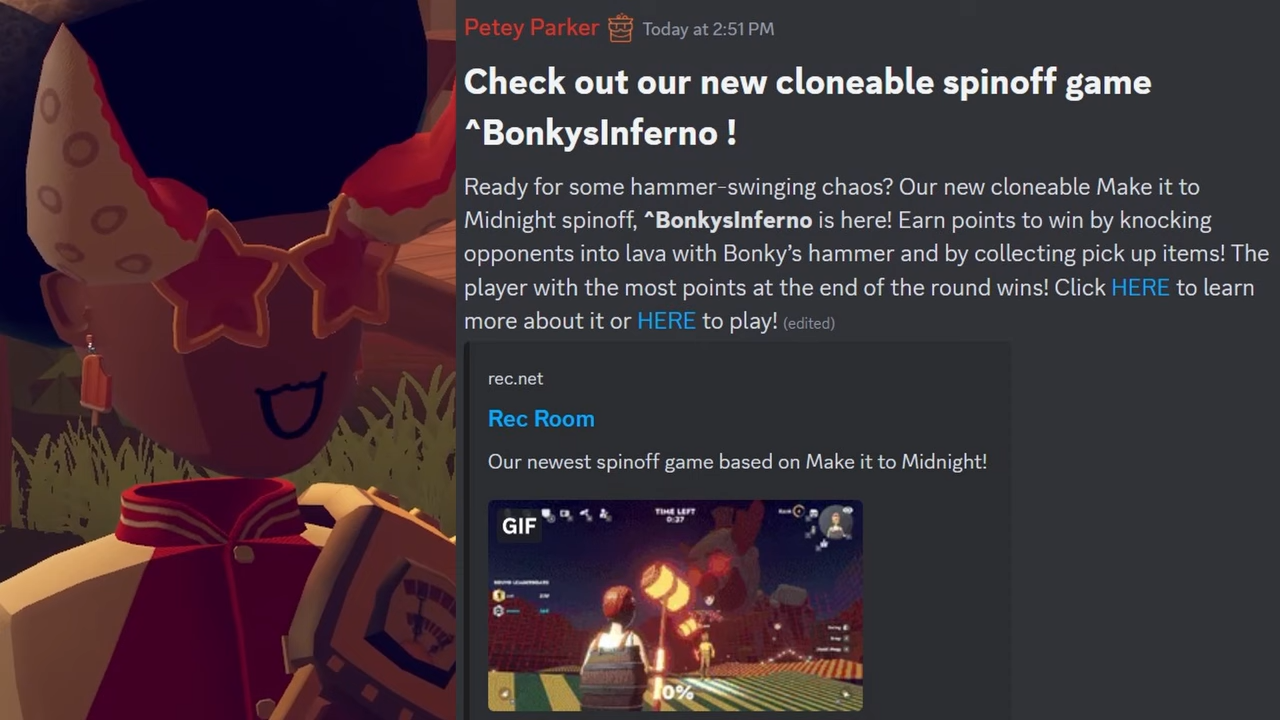 Petey Parker Today at 2:51 PM
Check out our new cloneable spinoff game
^BonkysInferno !
Ready for some hammer-swinging chaos? Our new cloneable Make it to
Midnight spinoff, ^BonkysInferno is here! Earn points to win by knocking
opponents into lava with Bonky’s hammer and by collecting pick up items! The
player with the most points at the end of the round wins! Click HERE to learn
more about it or HERE to play! (edited)
rec.net
Rec Room
Our newest spinoff game based on Make it to Midnight!
GIF
TIME LEFT
0:37
0%